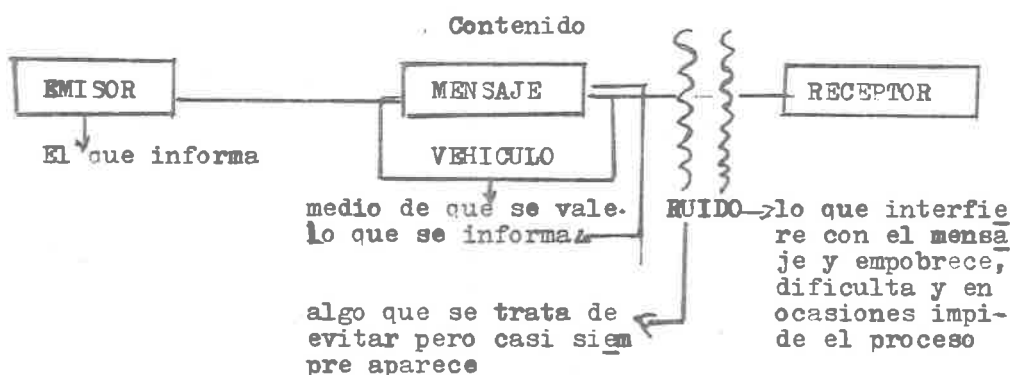 Contenido
EMISOR
MENSAJE
RECEPTOR
El que informa
VEHICULO
medio de que se vale.
lo que se informa
RUIDO
lo que interfie
re con el mensa
je y empobrece,
dificulta y en
ocasiones impi-
de el proceso
algo que se trata de
evitar pero casi siem
pre aparece